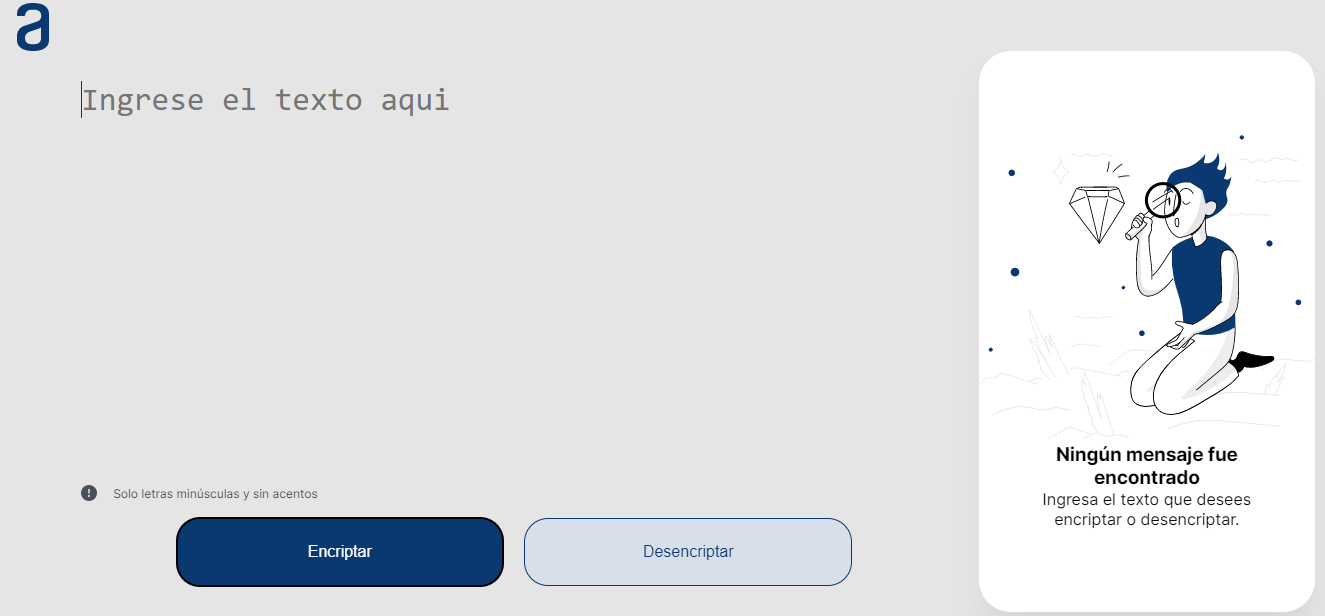 a
Ingrese el texto aqui
Solo letras minúsculas y sin acentos
Encriptar
Desencriptar
Ningún mensaje fue
encontrado
Ingresa el texto que desees
encriptar o desencriptar.